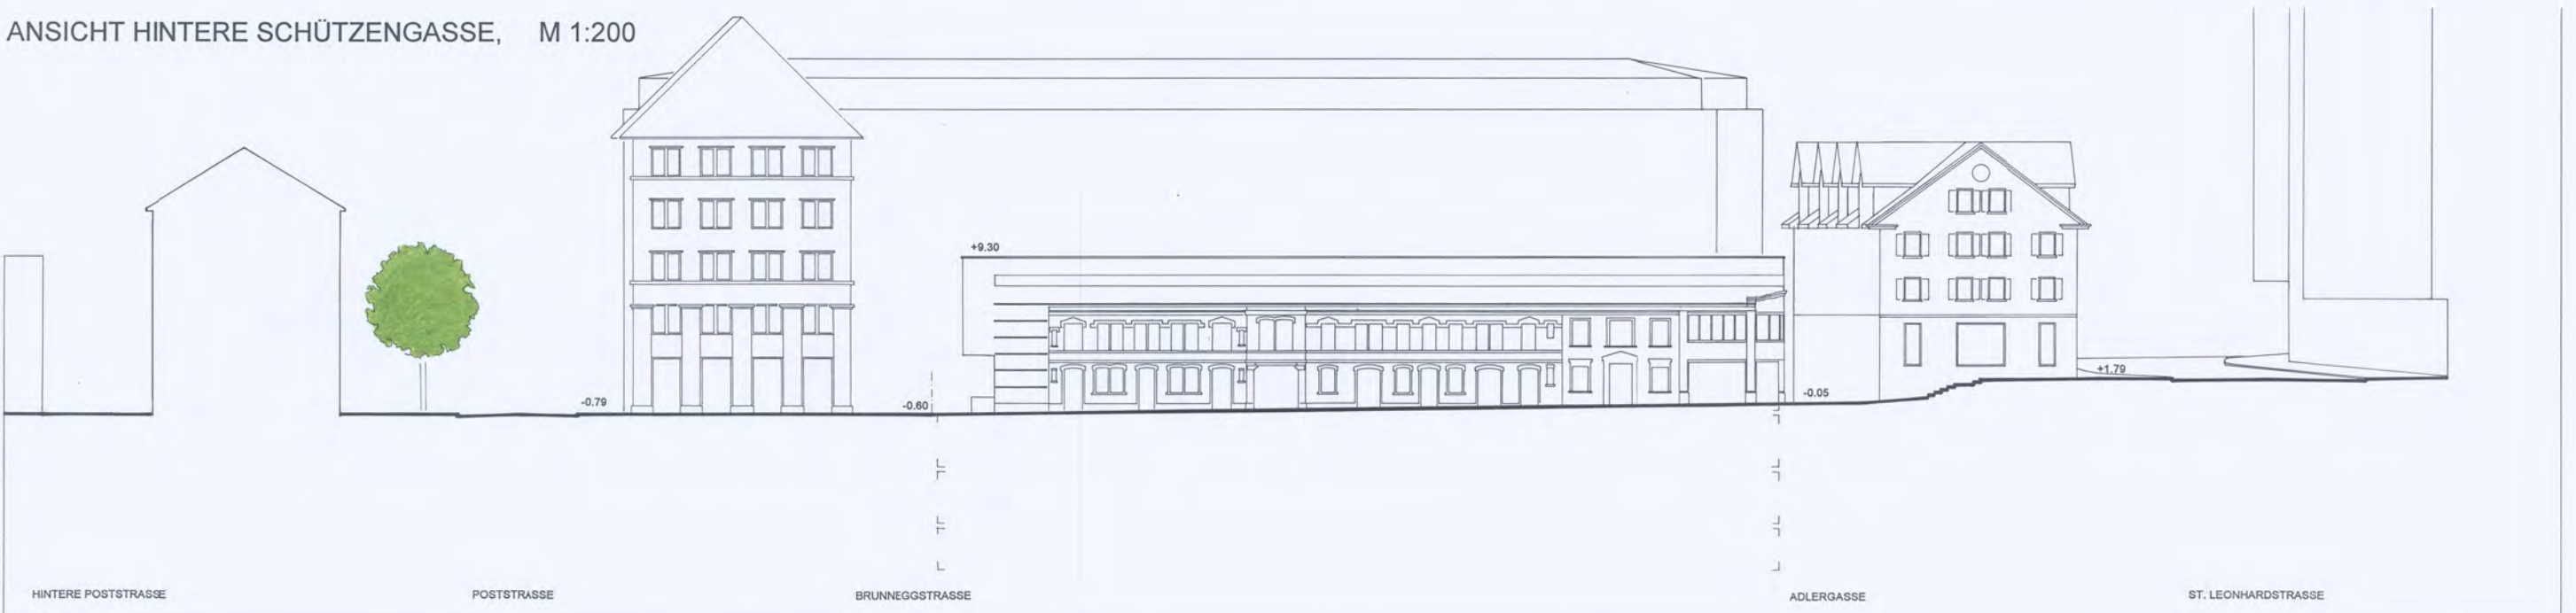 ANSICHT HINTERE SCHÜTZENGASSE, M 1:200
+9.30
-0.79
-0.60
-0.05
+1.79
HINTERE POSTSTRASSE
POSTSTRASSE
BRUNNEGGSTRASSE
ADLERGASSE
ST. LEONHARDSTRASSE